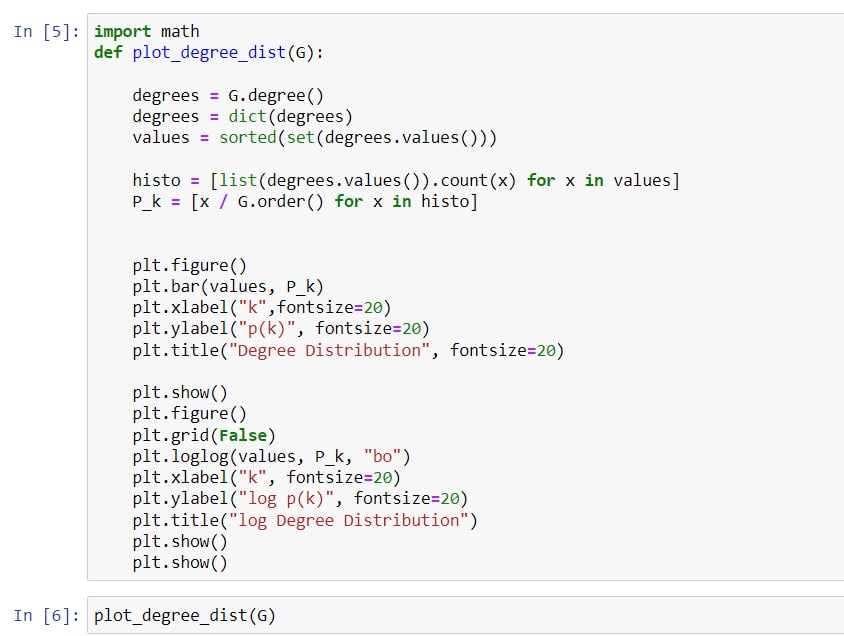 In [5]: import math
def plot_degree_dist(G):
    degrees = G.degree()
    degrees = dict(degrees)
    values = sorted(set(degrees.values()))
    histo = [list(degrees.values()).count(x) for x in values]
    P_k = [x / G.order() for x in histo]
    plt.figure()
    plt.bar(values, P_k)
    plt.xlabel("k",fontsize=20)
    plt.ylabel("p(k)", fontsize=20)
    plt.title("Degree Distribution", fontsize=20)
    plt.show()
    plt.figure()
    plt.grid(False)
    plt.loglog(values, P_k, "bo")
    plt.xlabel("k", fontsize=20)
    plt.ylabel("log p(k)", fontsize=20)
    plt.title("log Degree Distribution")
    plt.show()
    plt.show()
In [6]: plot_degree_dist(G)